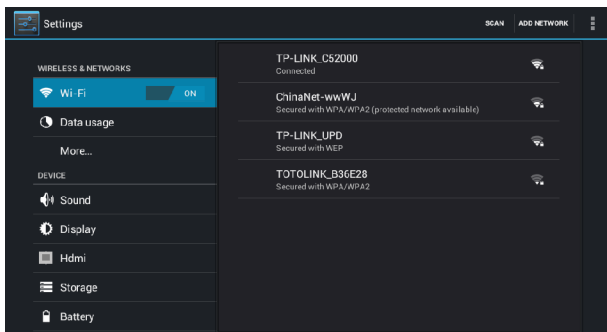 Settings
SCAN
ADD NETWORK
WIRELESS & NETWORKS
Wi-Fi
ON
Data usage
More...
DEVICE
Sound
Display
Hdmi
Storage
Battery
TP-LINK_C52000
Connected
ChinaNet-wwWJ
Secured with WPA/WPA2 (protected network available)
TP-LINK_UPD
Secured with WEP
TOTOLINK_B36E28
Secured with WPA/WPA2